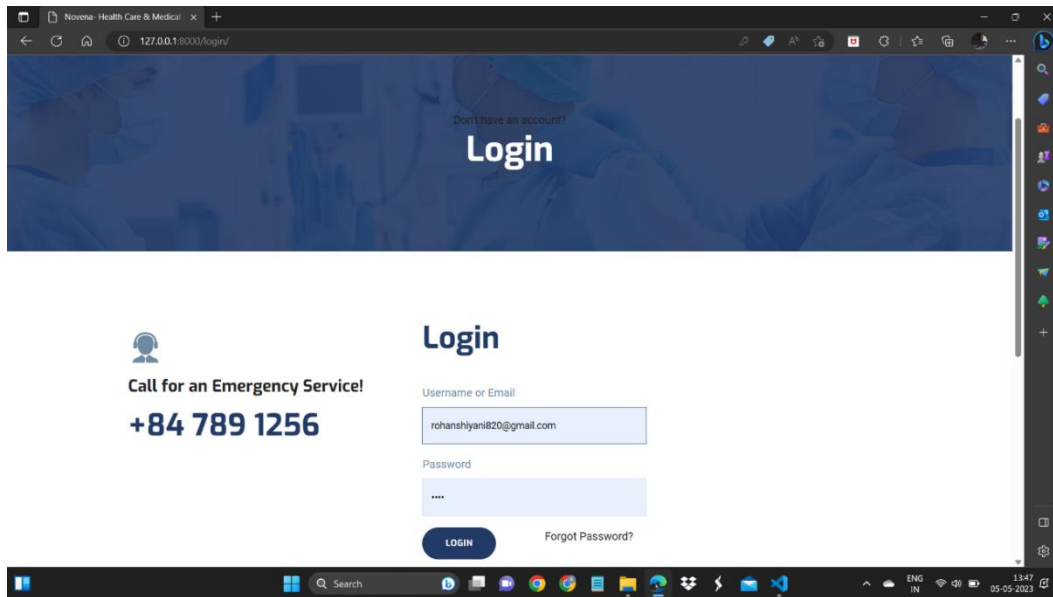 Novena- Health Care & Medical
127.0.0.1:8000/login/
Don't have an account?
Login
Login
Call for an Emergency Service!
+84 789 1256
Username or Email
rohanshiyani820@gmail.com
Password
••••
LOGIN
Forgot Password?
Search
ENG
IN
13:47
05-05-2023